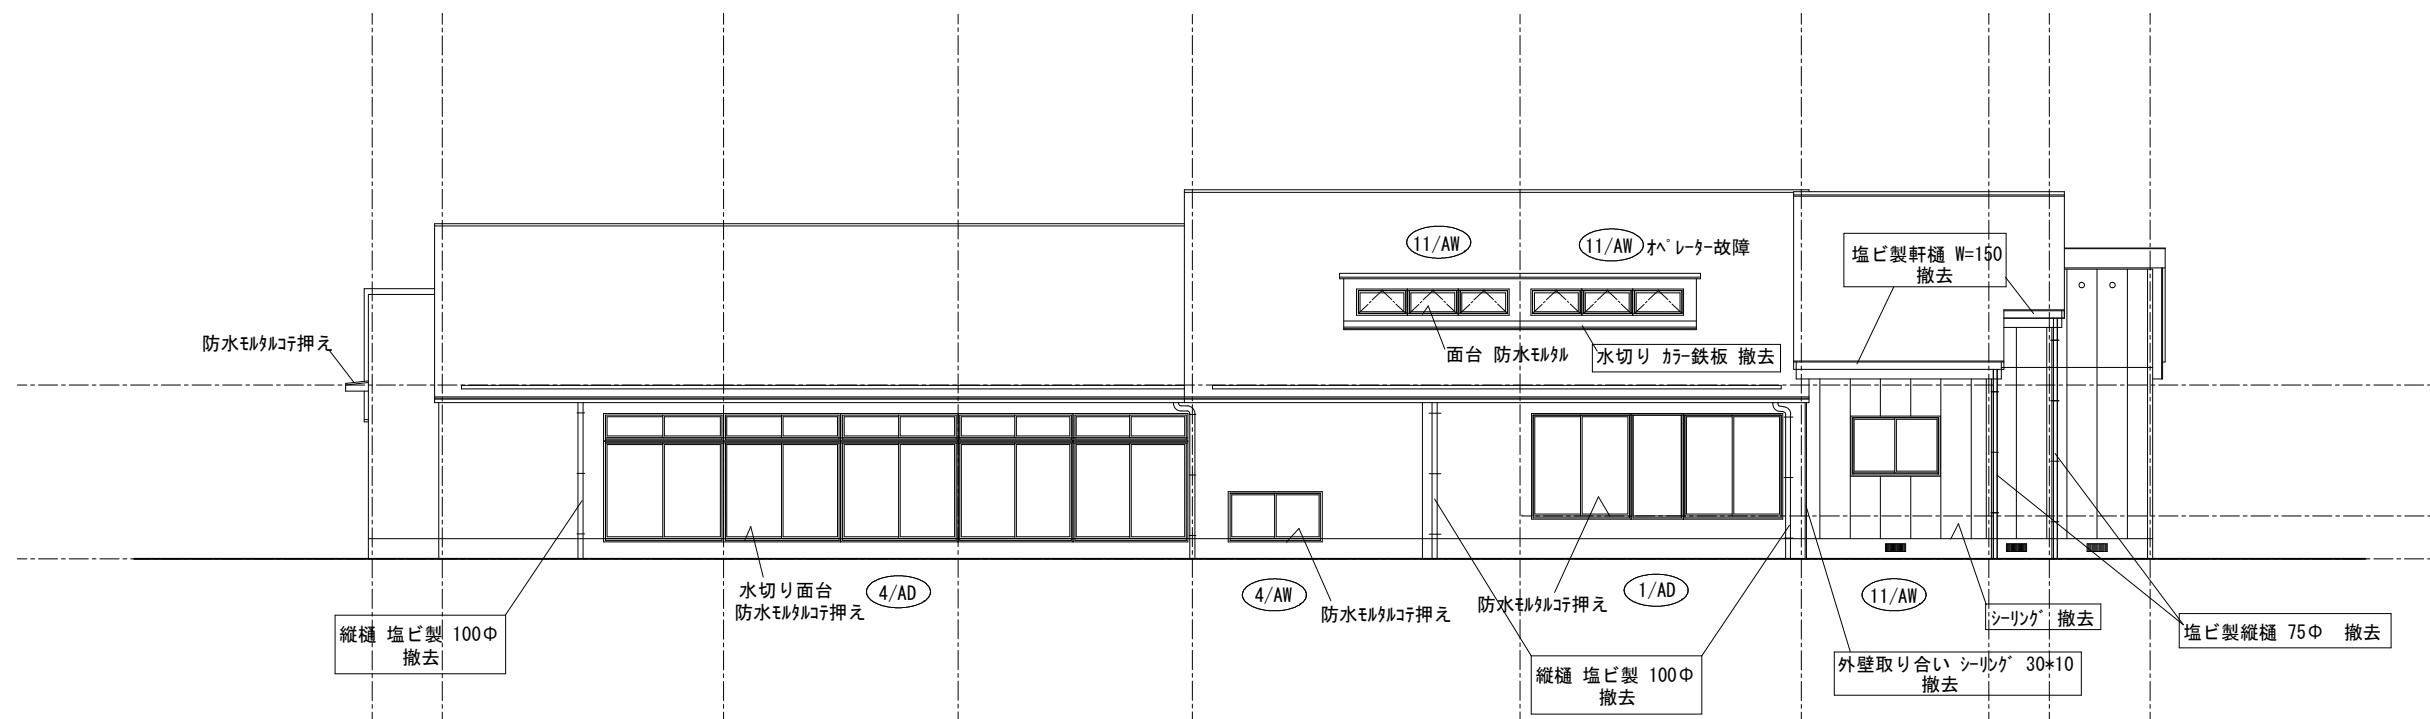 11/AW
11/AW
ｵﾍﾟﾚｰﾀｰ故障
塩ビ製軒樋 W=150
撤去
防水ﾓﾙﾀﾙｺﾃ押え
面台 防水ﾓﾙﾀﾙ
水切り ｶﾗｰ鉄板 撤去
水切り面台
防水ﾓﾙﾀﾙｺﾃ押え
4/AD
4/AW
防水ﾓﾙﾀﾙｺﾃ押え
防水ﾓﾙﾀﾙｺﾃ押え
1/AD
11/AW
ｼｰﾘﾝｸﾞ 撤去
塩ビ製縦樋 75Φ 撤去
縦樋 塩ビ製 100Φ
撤去
縦樋 塩ビ製 100Φ
撤去
外壁取り合い ｼｰﾘﾝｸﾞ 30*10
撤去